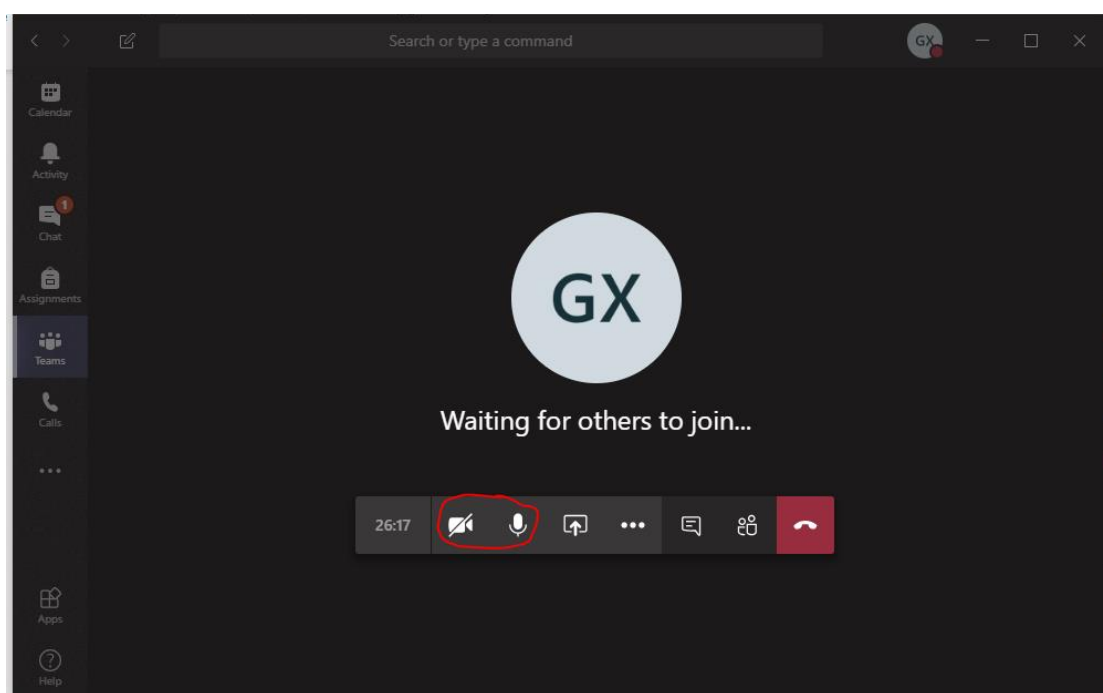 Search or type a command
GX
Calendar
Activity
1
Chat
Assignments
Teams
Calls
GX
Waiting for others to join...
26:17
Apps
Help